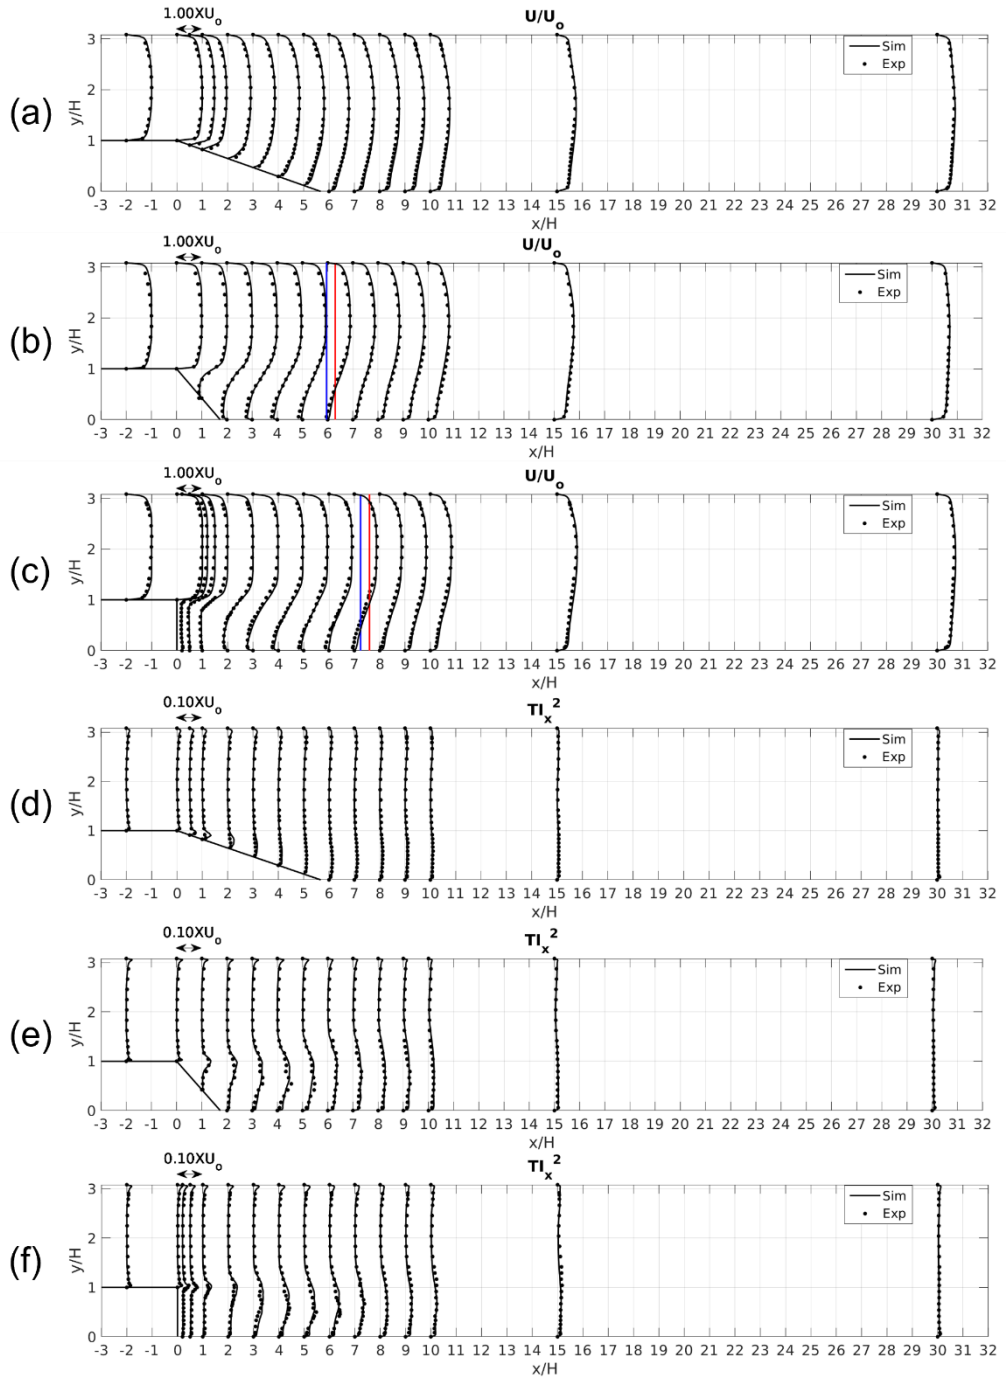 1.00XUo U/Uo
(a)
y/H
3
2
1
0
Sim
Exp
-3 -2 -1 0 1 2 3 4 5 6 7 8 9 10 11 12 13 14 15 16 17 18 19 20 21 22 23 24 25 26 27 28 29 30 31 32
x/H
1.00XUo U/Uo
(b)
y/H
3
2
1
0
Sim
Exp
-3 -2 -1 0 1 2 3 4 5 6 7 8 9 10 11 12 13 14 15 16 17 18 19 20 21 22 23 24 25 26 27 28 29 30 31 32
x/H
1.00XUo U/Uo
(c)
y/H
3
2
1
0
Sim
Exp
-3 -2 -1 0 1 2 3 4 5 6 7 8 9 10 11 12 13 14 15 16 17 18 19 20 21 22 23 24 25 26 27 28 29 30 31 32
x/H
0.10XUo TIx2
(d)
y/H
3
2
1
0
Sim
Exp
-3 -2 -1 0 1 2 3 4 5 6 7 8 9 10 11 12 13 14 15 16 17 18 19 20 21 22 23 24 25 26 27 28 29 30 31 32
x/H
0.10XUo TIx2
(e)
y/H
3
2
1
0
Sim
Exp
-3 -2 -1 0 1 2 3 4 5 6 7 8 9 10 11 12 13 14 15 16 17 18 19 20 21 22 23 24 25 26 27 28 29 30 31 32
x/H
0.10XUo TIx2
(f)
y/H
3
2
1
0
Sim
Exp
-3 -2 -1 0 1 2 3 4 5 6 7 8 9 10 11 12 13 14 15 16 17 18 19 20 21 22 23 24 25 26 27 28 29 30 31 32
x/H